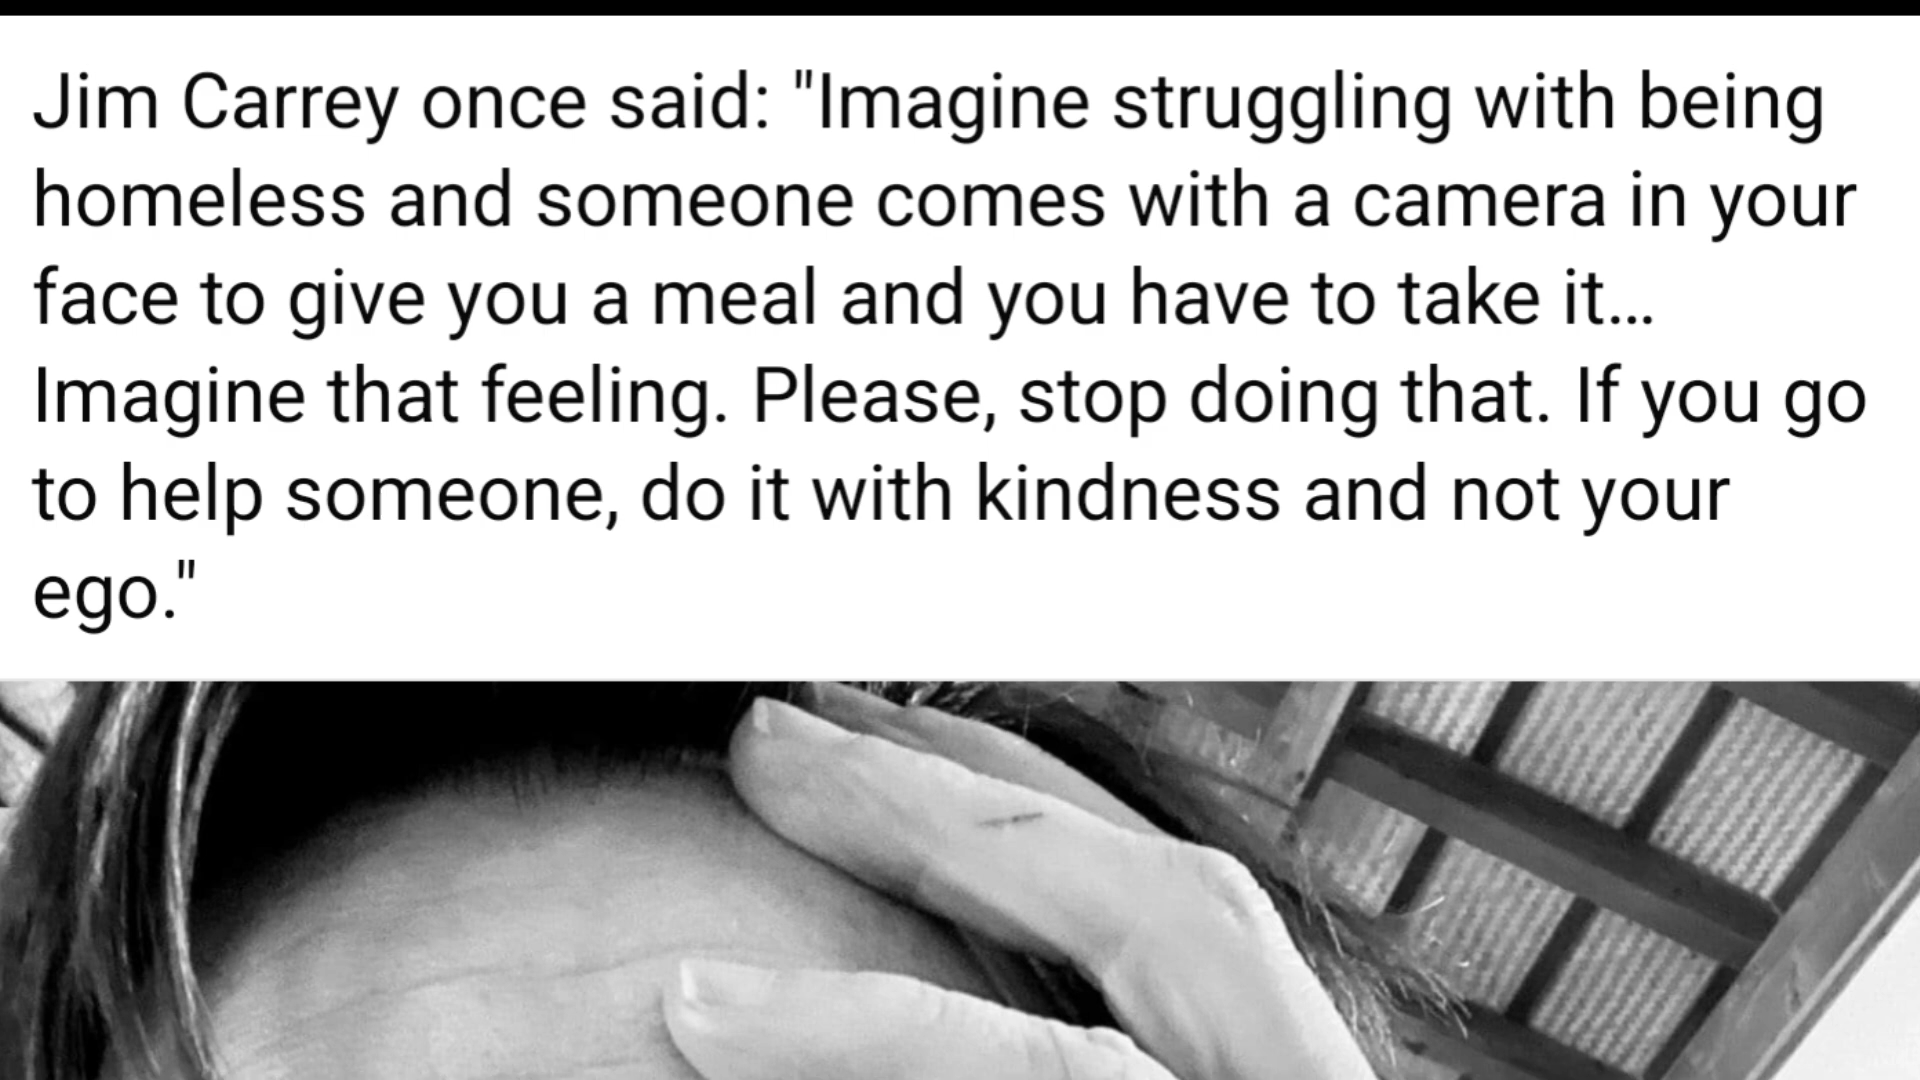 Jim Carrey once said: "Imagine struggling with being
homeless and someone comes with a camera in your
face to give you a meal and you have to take it...
Imagine that feeling. Please, stop doing that. If you go
to help someone, do it with kindness and not your
ego."